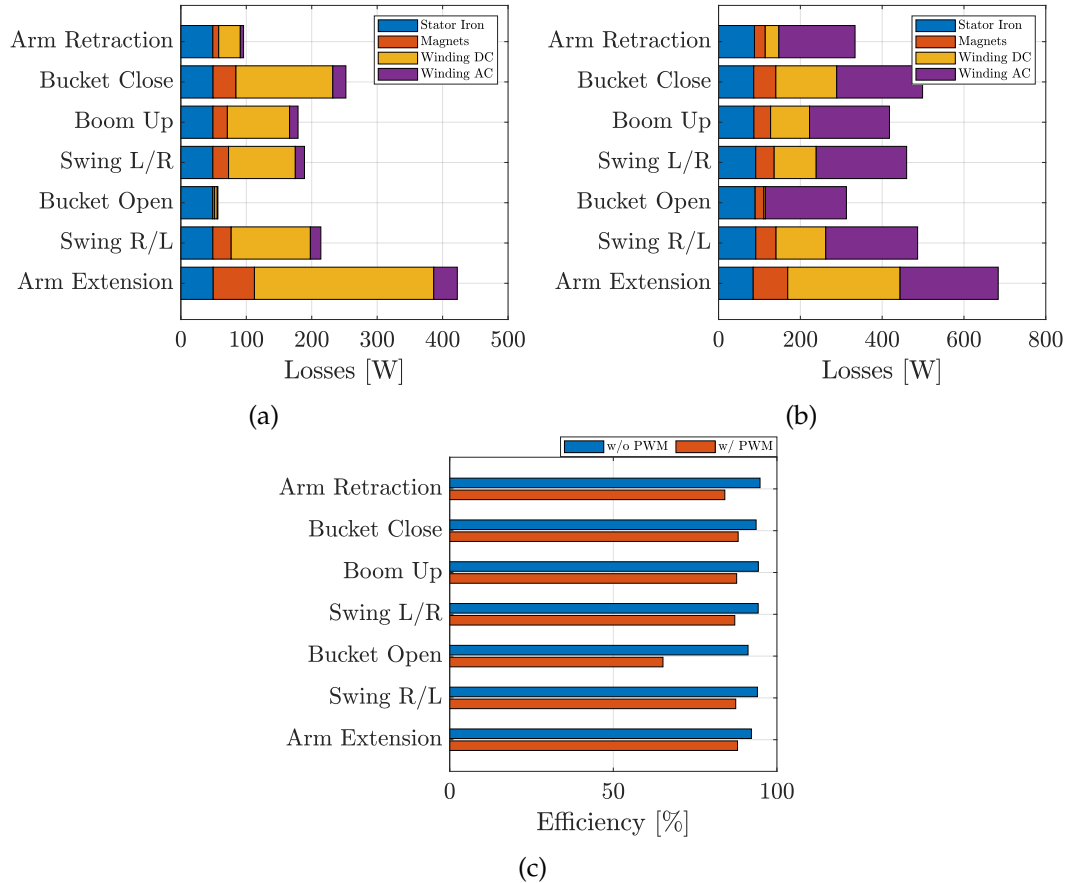 Arm Retraction
Bucket Close
Boom Up
Swing L/R
Bucket Open
Swing R/L
Arm Extension
Stator Iron
Magnets
Winding DC
Winding AC
0 100 200 300 400 500
Losses [W]
(a)
Arm Retraction
Bucket Close
Boom Up
Swing L/R
Bucket Open
Swing R/L
Arm Extension
Stator Iron
Magnets
Winding DC
Winding AC
0 200 400 600 800
Losses [W]
(b)
w/o PWM w/ PWM
Arm Retraction
Bucket Close
Boom Up
Swing L/R
Bucket Open
Swing R/L
Arm Extension
0 50 100
Efficiency [%]
(c)